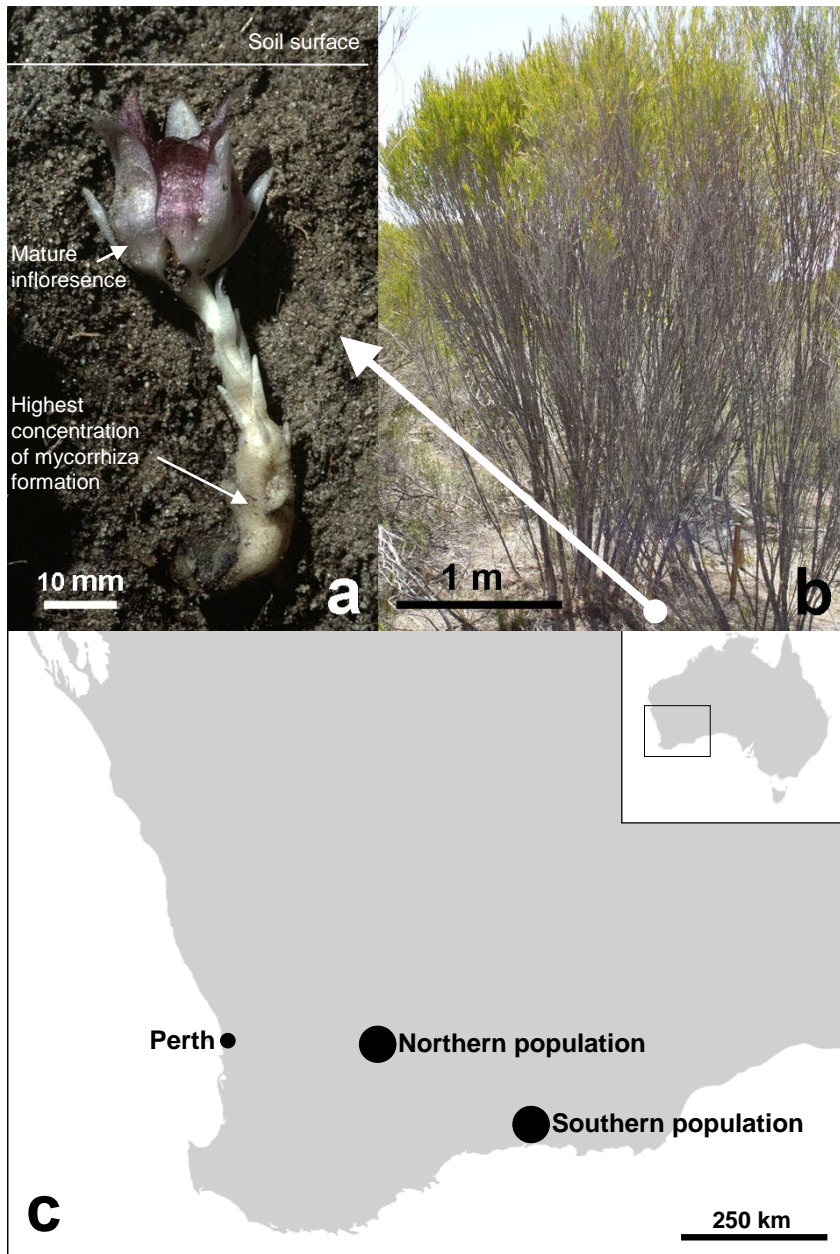 Soil surface
Mature
infloresence
Highest
concentration
of mycorrhiza
formation
10 mm
a
1 m
b
Perth
Northern population
Southern population
c
250 km